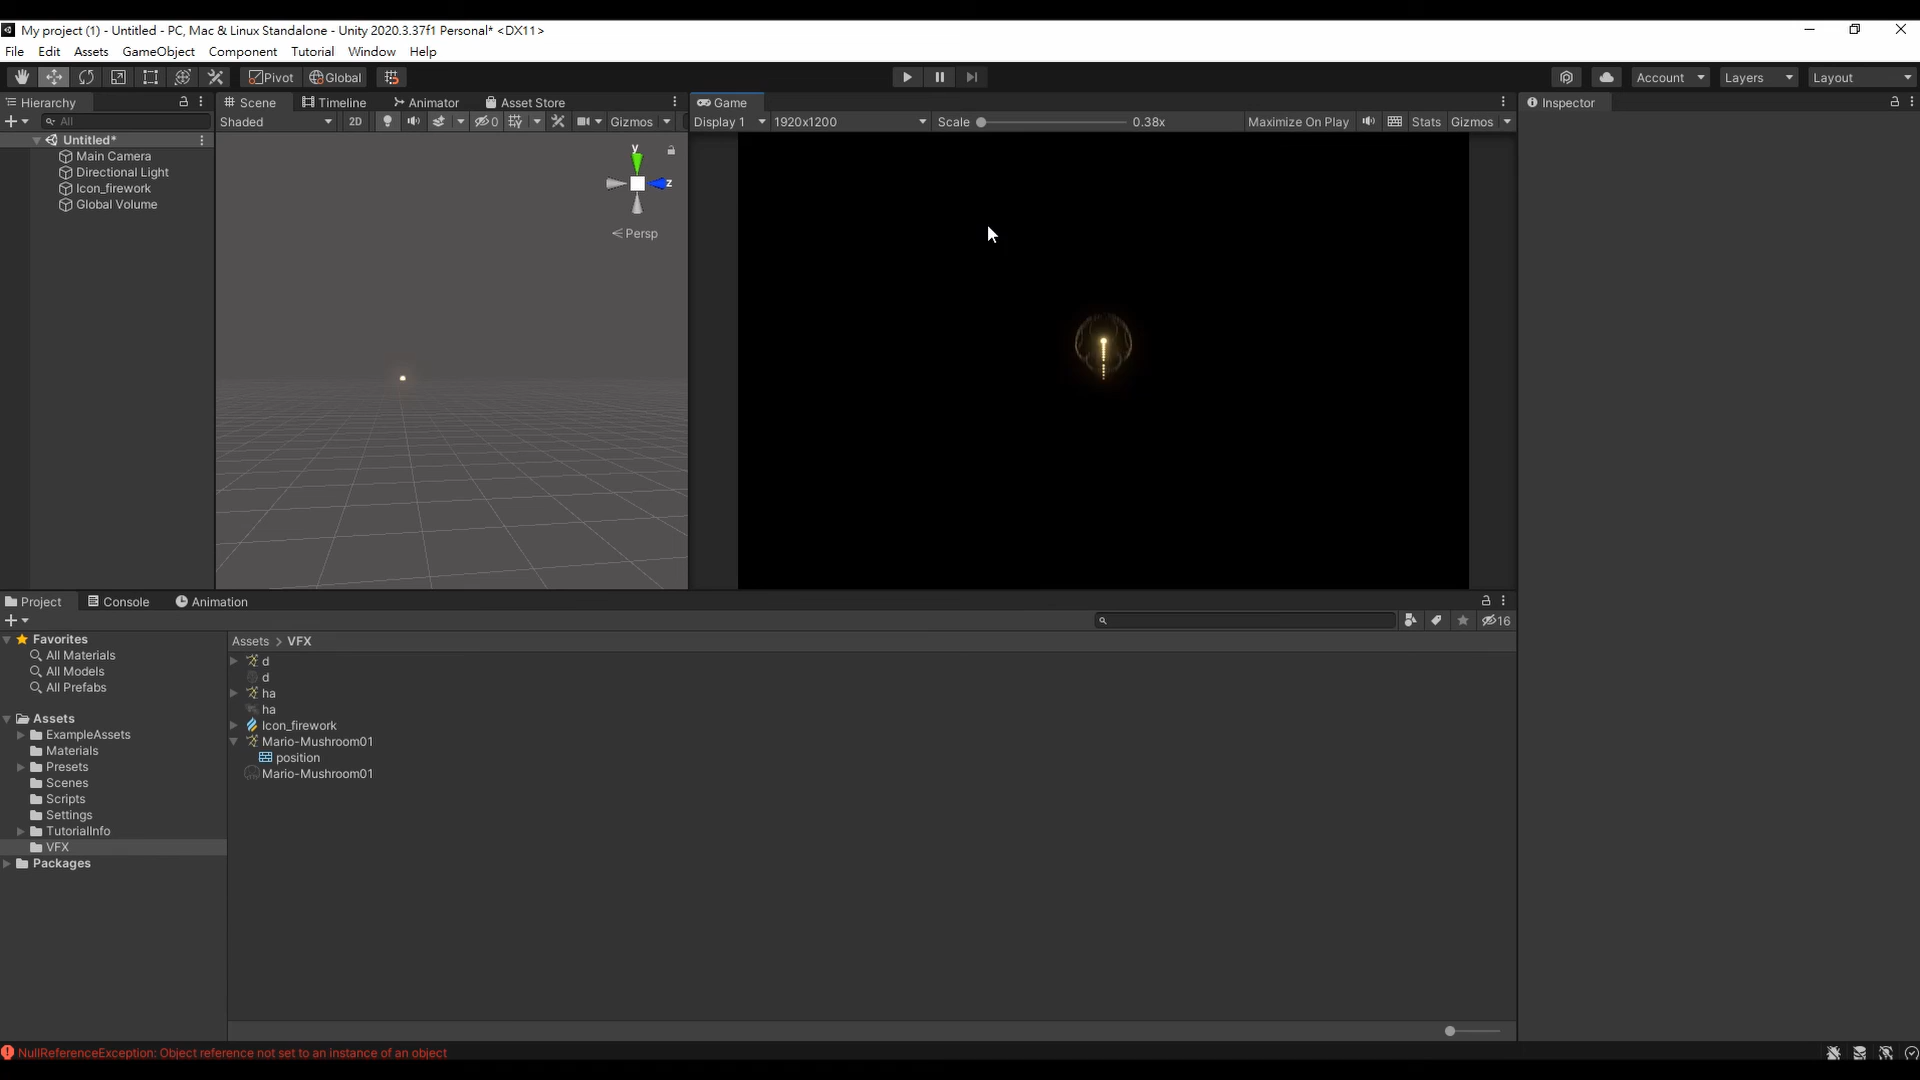 My project (1) - Untitled - PC, Mac & Linux Standalone - Unity 2020.3.37f1 Personal* <DX11>
File Edit Assets GameObject Component Tutorial Window Help
Pivot Global Account Layers Layout
Hierarchy Scene Timeline Animator Asset Store Game Inspector
All Shaded 2D 0 Gizmos Display 1 1920x1200 Scale 0.38x Maximize On Play Stats Gizmos
Untitled*
Main Camera
Directional Light
Icon_firework
Global Volume
y
z
Persp
Project Console Animation
16
Favorites
All Materials
All Models
All Prefabs
Assets
ExampleAssets
Materials
Presets
Scenes
Scripts
Settings
TutorialInfo
VFX
Packages
Assets > VFX
d
d
ha
ha
Icon_firework
Mario-Mushroom01
position
Mario-Mushroom01
NullReferenceException: Object reference not set to an instance of an object